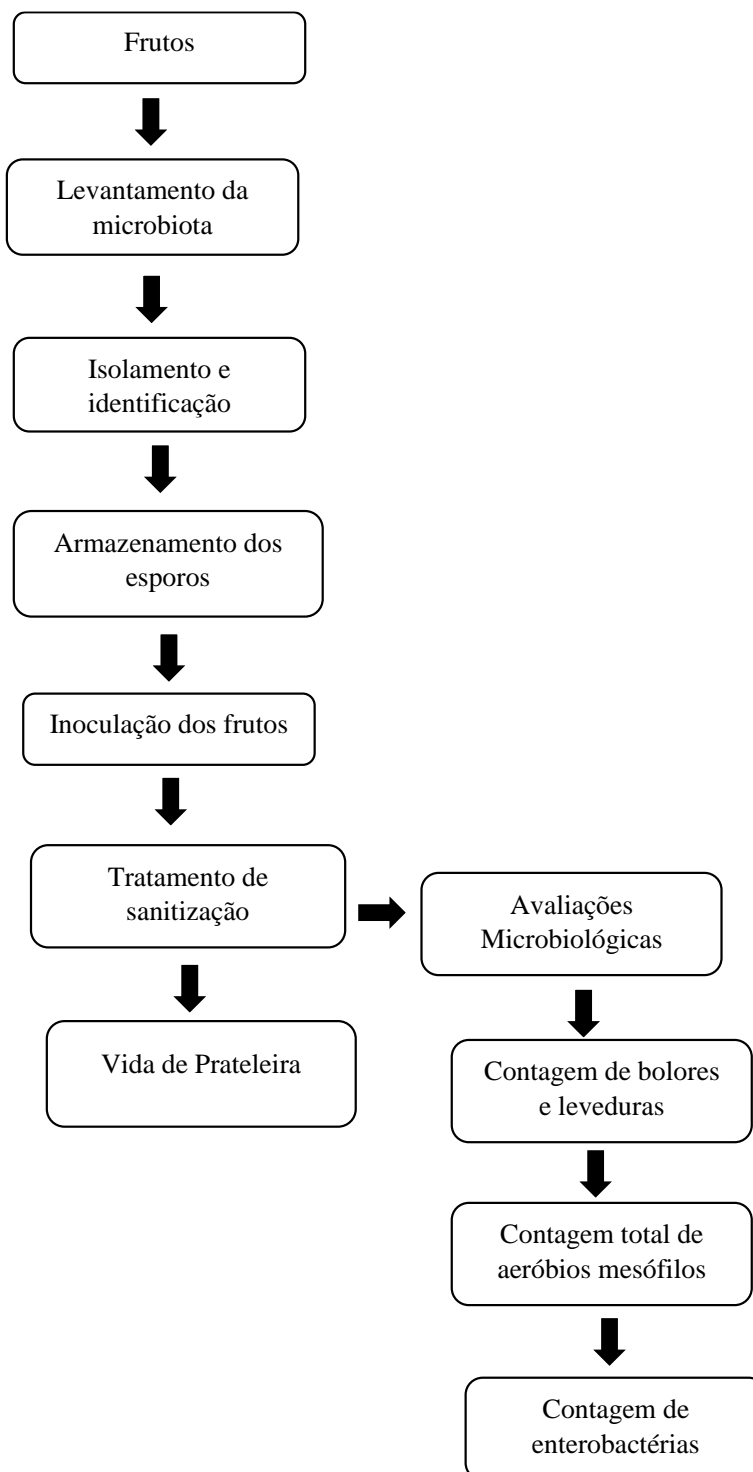 Frutos
Levantamento da
microbiota
Isolamento e
identificação
Armazenamento dos
esporos
Inoculação dos frutos
Tratamento de
sanitização
Vida de Prateleira
Avaliações
Microbiológicas
Contagem de bolores
e leveduras
Contagem total de
aeróbios mesófilos
Contagem de
enterobactérias